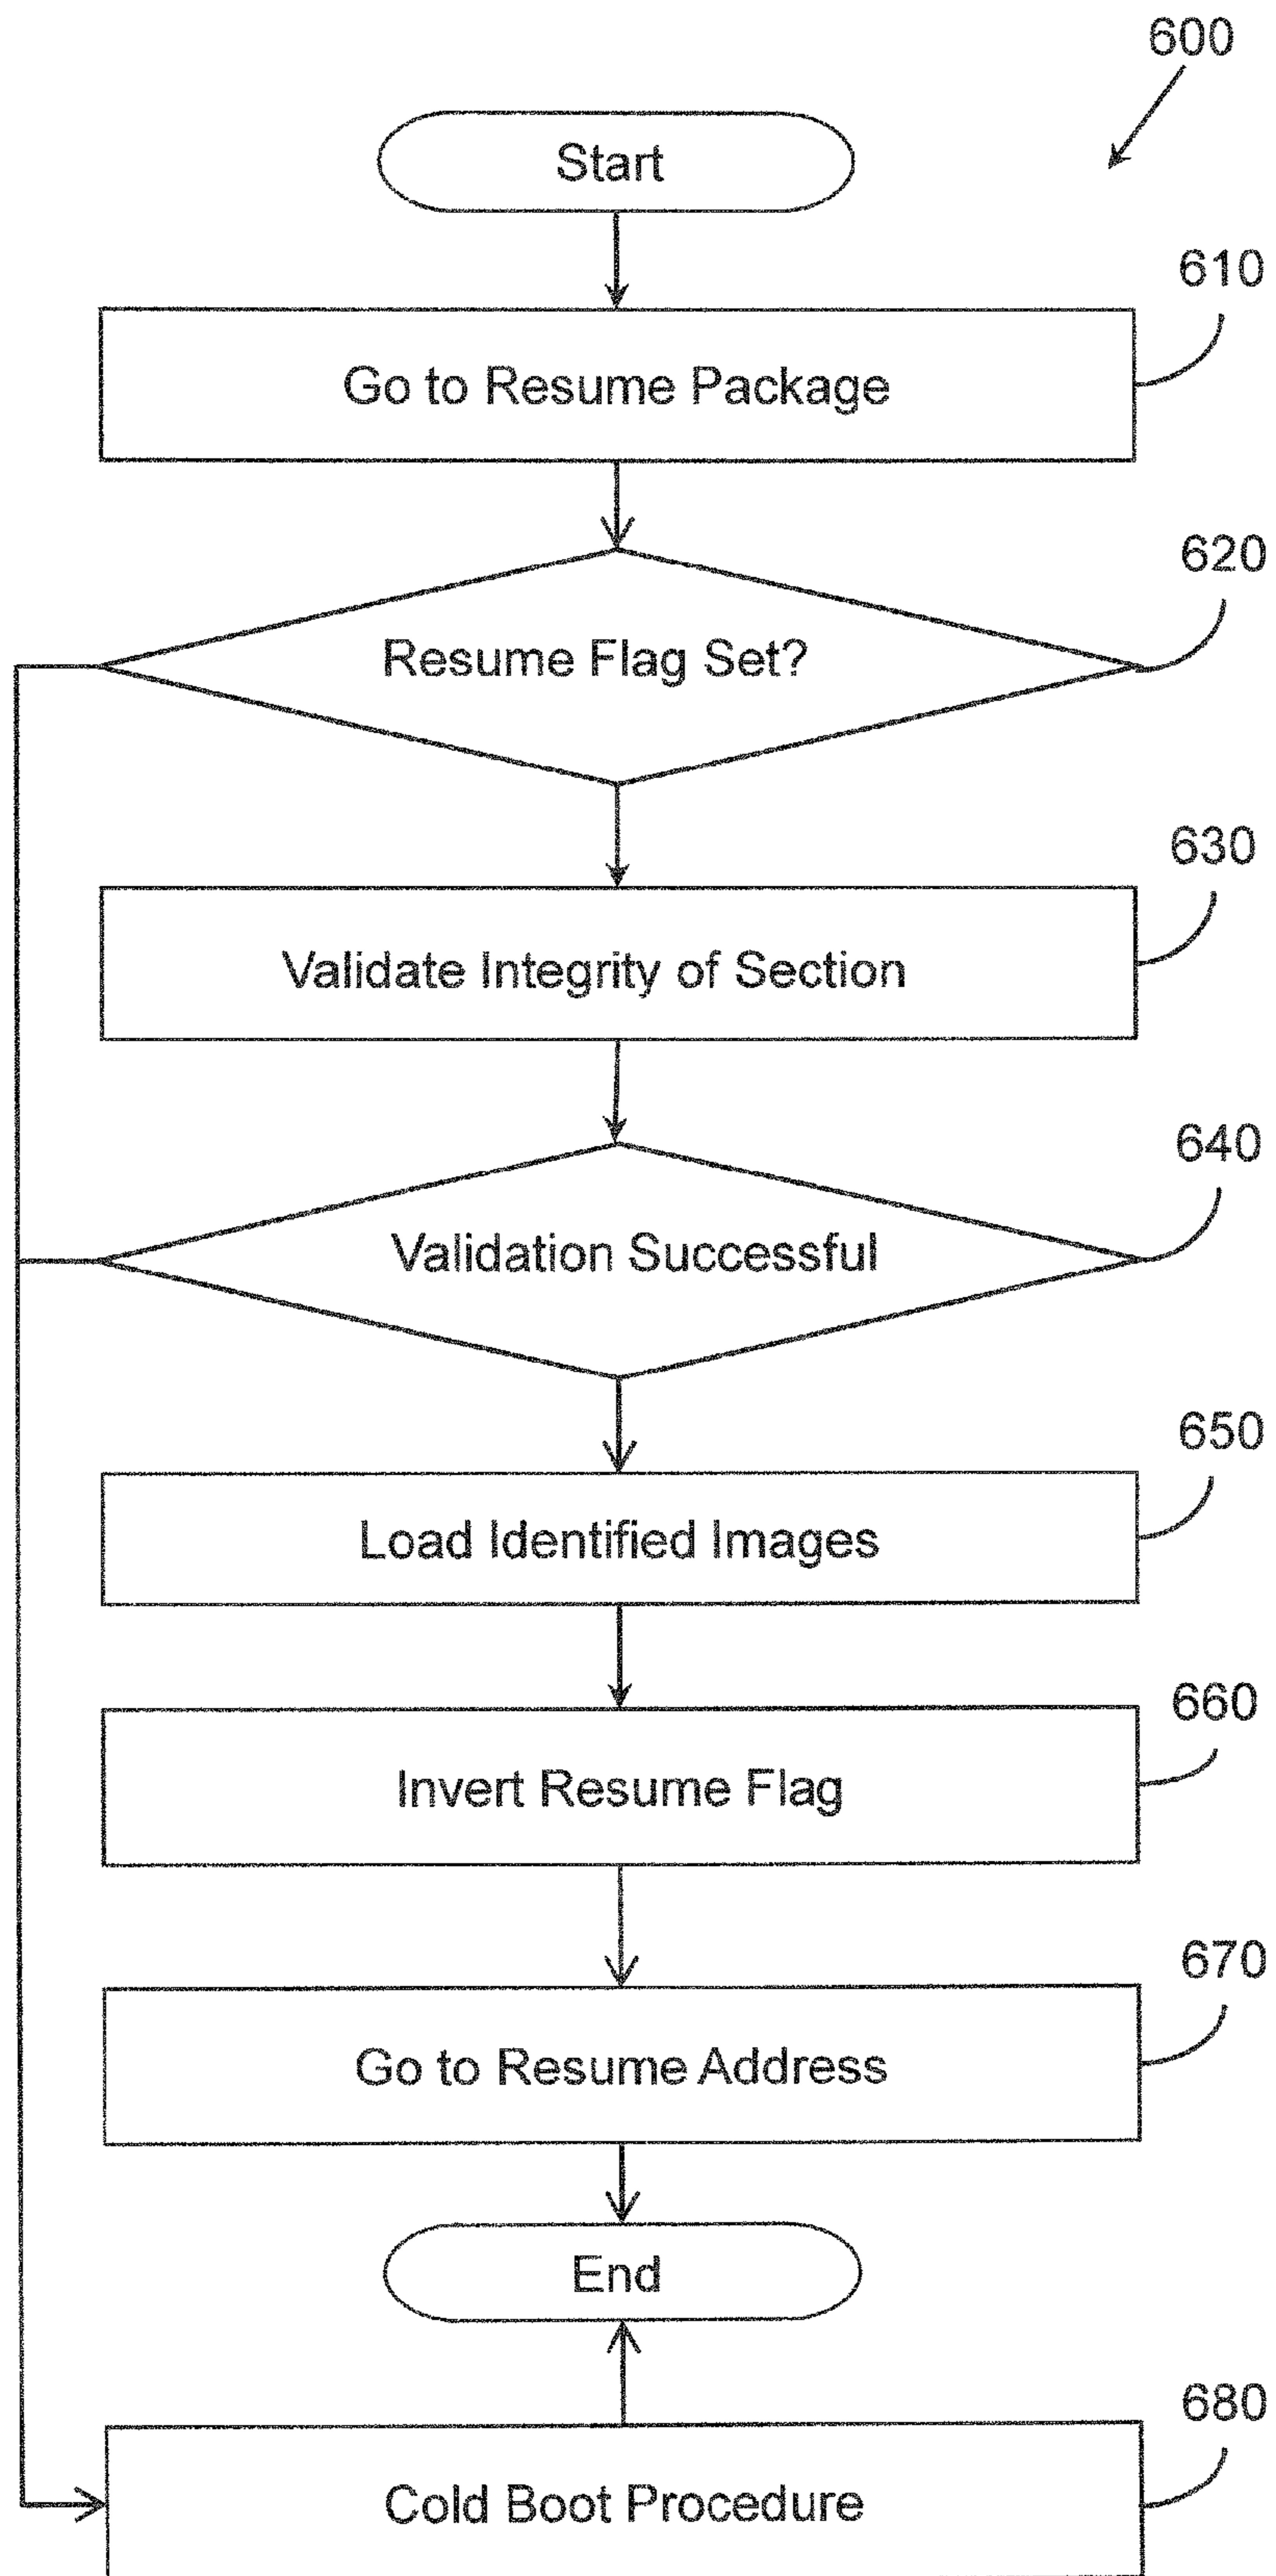 600
Start
610
Go to Resume Package
620
Resume Flag Set?
630
Validate Integrity of Section
640
Validation Successful
650
Load Identified Images
660
Invert Resume Flag
670
Go to Resume Address
End
680
Cold Boot Procedure